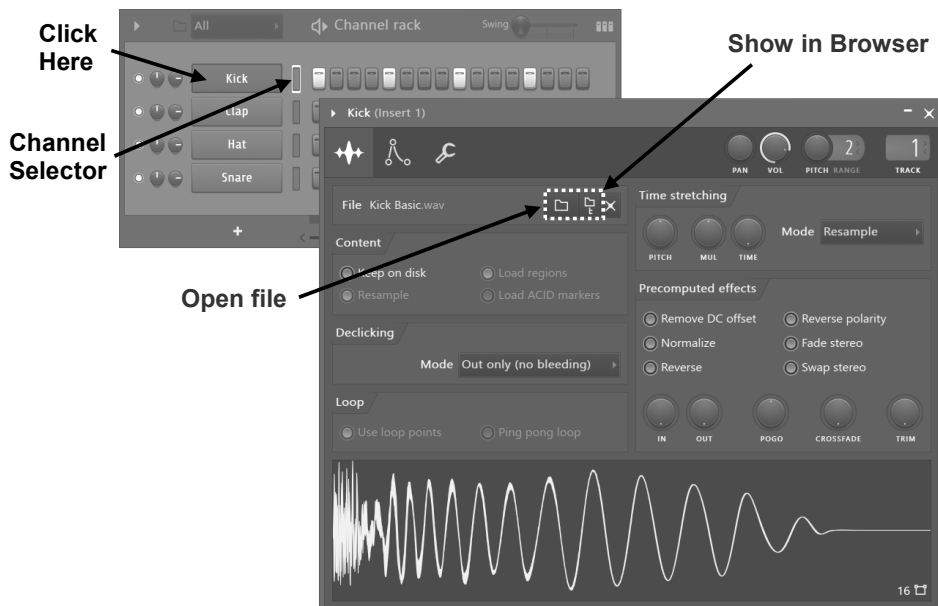 Click
Here
Channel
Selector
Open file
Show in Browser
All
Channel rack
Swing
Kick
Clap
Hat
Snare
+
Kick (Insert 1)
PAN VOL PITCH RANGE 2 1 TRACK
File Kick Basic.wav
Content
Keep on disk Load regions
Resample Load ACID markers
Declicking
Mode Out only (no bleeding)
Loop
Use loop points Ping pong loop
Time stretching
PITCH MUL TIME Mode Resample
Precomputed effects
Remove DC offset Reverse polarity
Normalize Fade stereo
Reverse Swap stereo
IN OUT POGO CROSSFADE TRIM
16